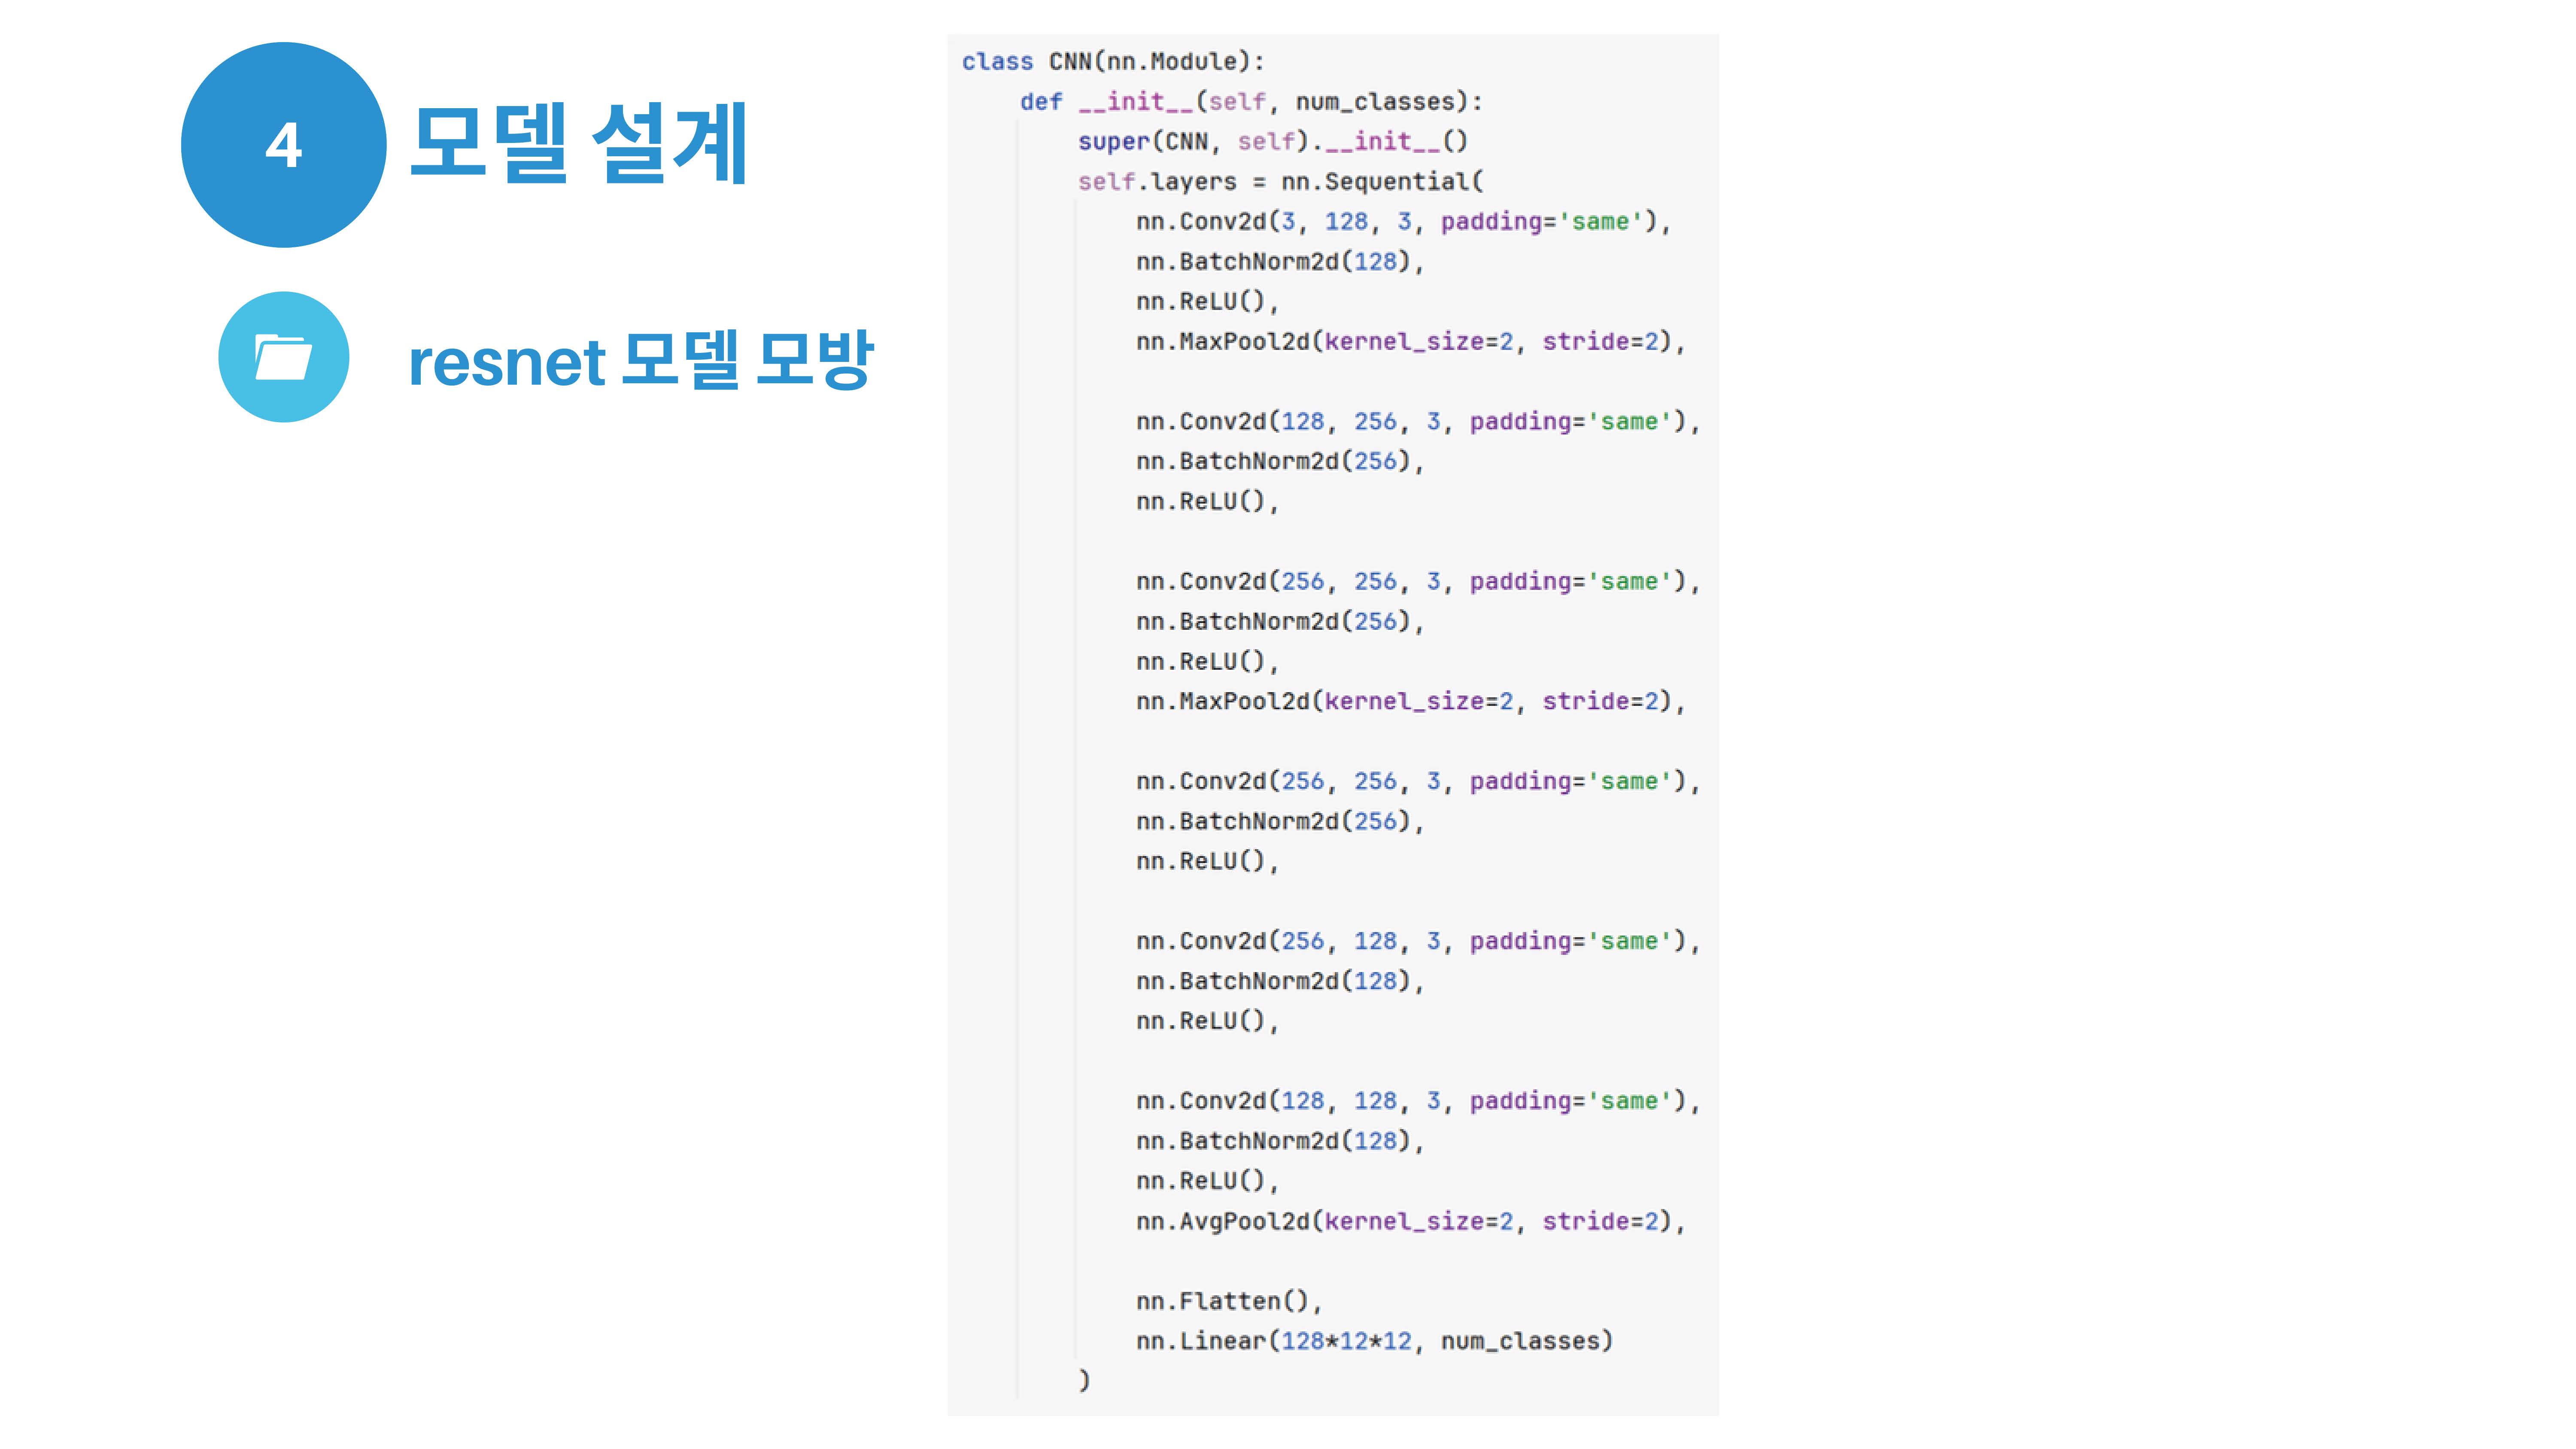 4
모델 설계
resnet 모델 모방
class CNN(nn.Module):
    def __init__(self, num_classes):
        super(CNN, self).__init__()
        self.layers = nn.Sequential(
            nn.Conv2d(3, 128, 3, padding='same'),
            nn.BatchNorm2d(128),
            nn.ReLU(),
            nn.MaxPool2d(kernel_size=2, stride=2),

            nn.Conv2d(128, 256, 3, padding='same'),
            nn.BatchNorm2d(256),
            nn.ReLU(),

            nn.Conv2d(256, 256, 3, padding='same'),
            nn.BatchNorm2d(256),
            nn.ReLU(),
            nn.MaxPool2d(kernel_size=2, stride=2),

            nn.Conv2d(256, 256, 3, padding='same'),
            nn.BatchNorm2d(256),
            nn.ReLU(),

            nn.Conv2d(256, 128, 3, padding='same'),
            nn.BatchNorm2d(128),
            nn.ReLU(),

            nn.Conv2d(128, 128, 3, padding='same'),
            nn.BatchNorm2d(128),
            nn.ReLU(),
            nn.AvgPool2d(kernel_size=2, stride=2),

            nn.Flatten(),
            nn.Linear(128*12*12, num_classes)
        )